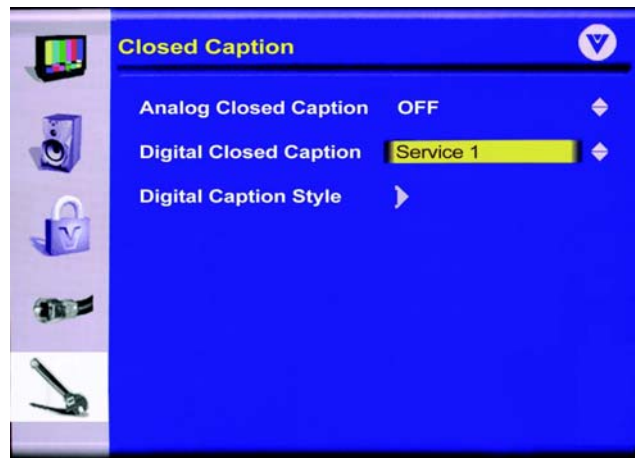 Closed Caption
V
Analog Closed Caption OFF
Digital Closed Caption Service 1
Digital Caption Style
V